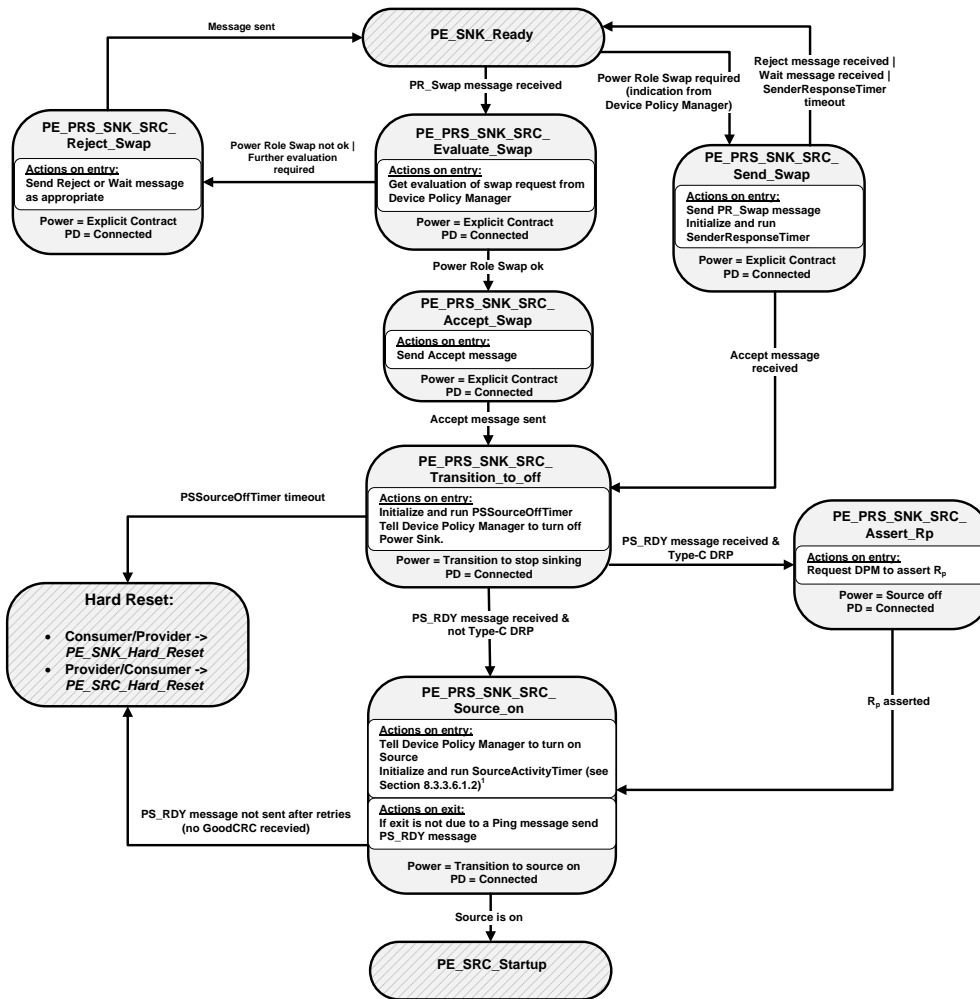 Message sent
PE_SNK_Ready
PR_Swap message received
Power Role Swap required
(indication from
Device Policy Manager)
Reject message received |
Wait message received |
SenderResponseTimer
timeout
PE_PRS_SNK_SRC_
Reject_Swap
Actions on entry:
Send Reject or Wait message
as appropriate
Power = Explicit Contract
PD = Connected
Power Role Swap not ok |
Further evaluation
required
PE_PRS_SNK_SRC_
Evaluate_Swap
Actions on entry:
Get evaluation of swap request from
Device Policy Manager
Power = Explicit Contract
PD = Connected
PE_PRS_SNK_SRC_
Send_Swap
Actions on entry:
Send PR_Swap message
Initialize and run
SenderResponseTimer
Power = Explicit Contract
PD = Connected
Power Role Swap ok
PE_PRS_SNK_SRC_
Accept_Swap
Actions on entry:
Send Accept message
Power = Explicit Contract
PD = Connected
Accept message
received
Accept message sent
PE_PRS_SNK_SRC_
Transition_to_off
Actions on entry:
Initialize and run PSSourceOffTimer
Tell Device Policy Manager to turn off
Power Sink.
Power = Transition to stop sinking
PD = Connected
PSSourceOffTimer timeout
PS_RDY message received &
Type-C DRP
PE_PRS_SNK_SRC_
Assert_Rp
Actions on entry:
Request DPM to assert Rp
Power = Source off
PD = Connected
Hard Reset:
• Consumer/Provider ->
PE_SNK_Hard_Reset
• Provider/Consumer ->
PE_SRC_Hard_Reset
PS_RDY message received &
not Type-C DRP
Rp asserted
PE_PRS_SNK_SRC_
Source_on
Actions on entry:
Tell Device Policy Manager to turn on
Source
Initialize and run SourceActivityTimer (see
Section 8.3.3.6.1.2)1
Actions on exit:
If exit is not due to a Ping message send
PS_RDY message
Power = Transition to source on
PD = Connected
PS_RDY message not sent after retries
(no GoodCRC recevied)
Source is on
PE_SRC_Startup